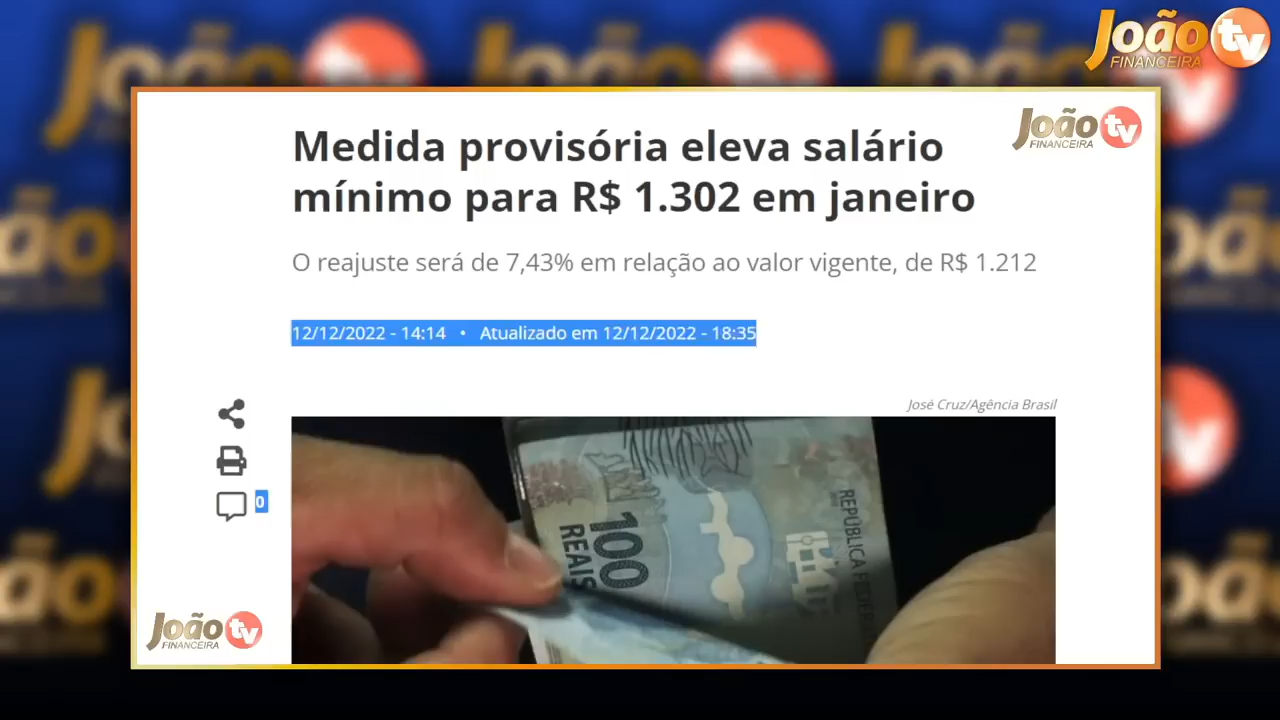 João tv
FINANCEIRA
João tv
FINANCEIRA
Medida provisória eleva salário
mínimo para R$ 1.302 em janeiro
O reajuste será de 7,43% em relação ao valor vigente, de R$ 1.212
12/12/2022 - 14:14 • Atualizado em 12/12/2022 - 18:35
José Cruz/Agência Brasil
0
100
REAIS
REPÚBLICA FEDER
João tv
FINANCEIRA